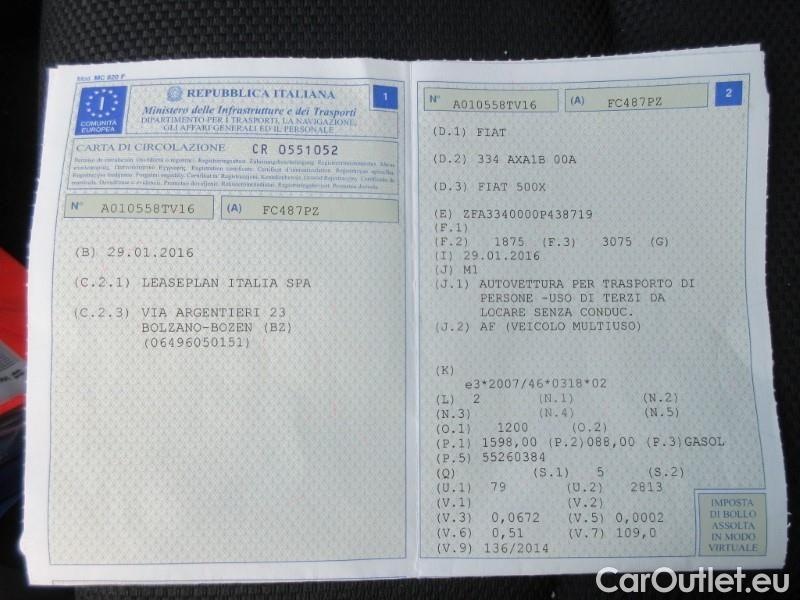 Mod. MC 820 F
I
COMUNITÀ
EUROPEA
REPUBBLICA ITALIANA
1
Ministero delle Infrastrutture e dei Trasporti
DIPARTIMENTO PER I TRASPORTI, LA NAVIGAZIONE,
GLI AFFARI GENERALI ED IL PERSONALE
CARTA DI CIRCOLAZIONE CR 0551052
N° A010558TV16 (A) FC487PZ
(B) 29.01.2016
(C.2.1) LEASEPLAN ITALIA SPA
(C.2.3) VIA ARGENTIERI 23
BOLZANO-BOZEN (BZ)
(06496050151)
N° A010558TV16 (A) FC487PZ 2
(D.1) FIAT
(D.2) 334 AXA1B 00A
(D.3) FIAT 500X
(E) ZFA3340000P438719
(F.1)
(F.2) 1875 (F.3) 3075 (G)
(I) 29.01.2016
(J) M1
(J.1) AUTOVETTURA PER TRASPORTO DI
PERSONE -USO DI TERZI DA
LOCARE SENZA CONDUC.
(J.2) AF (VEICOLO MULTIUSO)
(K)
e3*2007/46*0318*02
(L) 2 (N.1) (N.2)
(N.3) (N.4) (N.5)
(O.1) 1200 (O.2)
(P.1) 1598,00 (P.2)088,00 (P.3)GASOL
(P.5) 55260384
(Q) (S.1) 5 (S.2)
(U.1) 79 (U.2) 2813
(V.1) (V.2)
(V.3) 0,0672 (V.5) 0,0002
(V.6) 0,51 (V.7) 109,0
(V.9) 136/2014
IMPOSTA
DI BOLLO
ASSOLTA
IN MODO
VIRTUALE
CarOutlet.eu